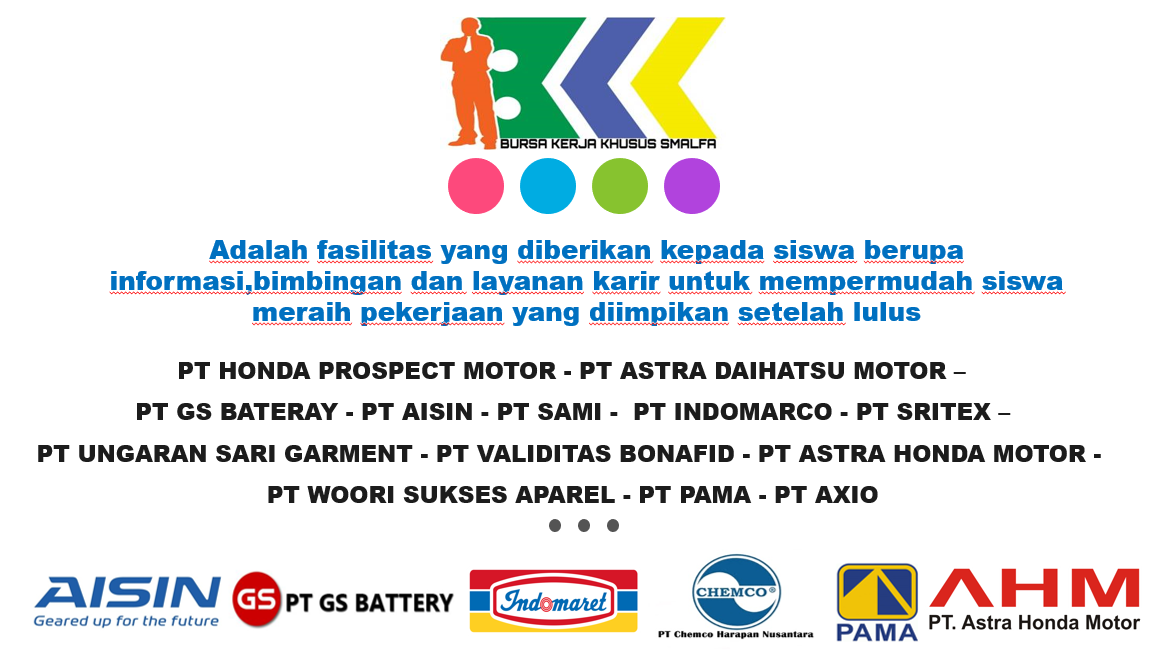 BURSA KERJA KHUSUS SMALFA
Adalah fasilitas yang diberikan kepada siswa berupa
informasi,bimbingan dan layanan karir untuk mempermudah siswa
meraih pekerjaan yang diimpikan setelah lulus
PT HONDA PROSPECT MOTOR - PT ASTRA DAIHATSU MOTOR –
PT GS BATERAY - PT AISIN - PT SAMI -  PT INDOMARCO - PT SRITEX –
PT UNGARAN SARI GARMENT - PT VALIDITAS BONAFID - PT ASTRA HONDA MOTOR -
PT WOORI SUKSES APAREL - PT PAMA - PT AXIO
AISIN
Geared up for the future
GS PT GS BATTERY
Indomaret
CHEMCO®
PT Chemco Harapan Nusantara
PAMA
AHM
PT. Astra Honda Motor